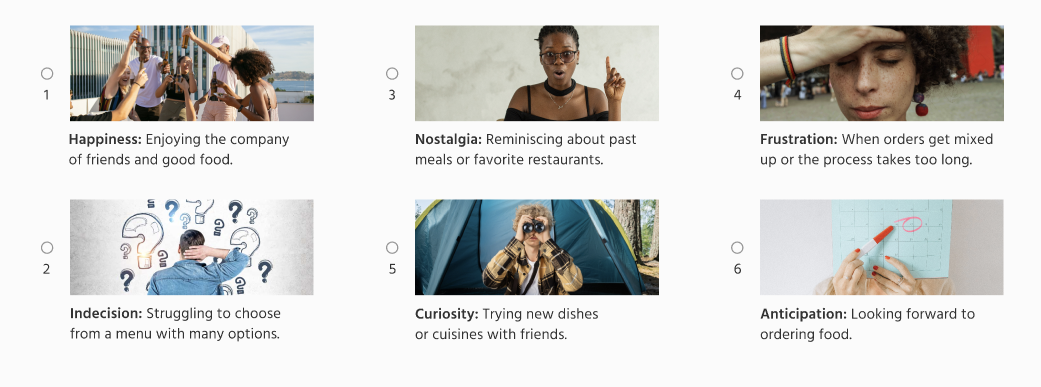 1
Happiness: Enjoying the company
of friends and good food.
3
Nostalgia: Reminiscing about past
meals or favorite restaurants.
4
Frustration: When orders get mixed
up or the process takes too long.
2
Indecision: Struggling to choose
from a menu with many options.
5
Curiosity: Trying new dishes
or cuisines with friends.
6
Anticipation: Looking forward to
ordering food.